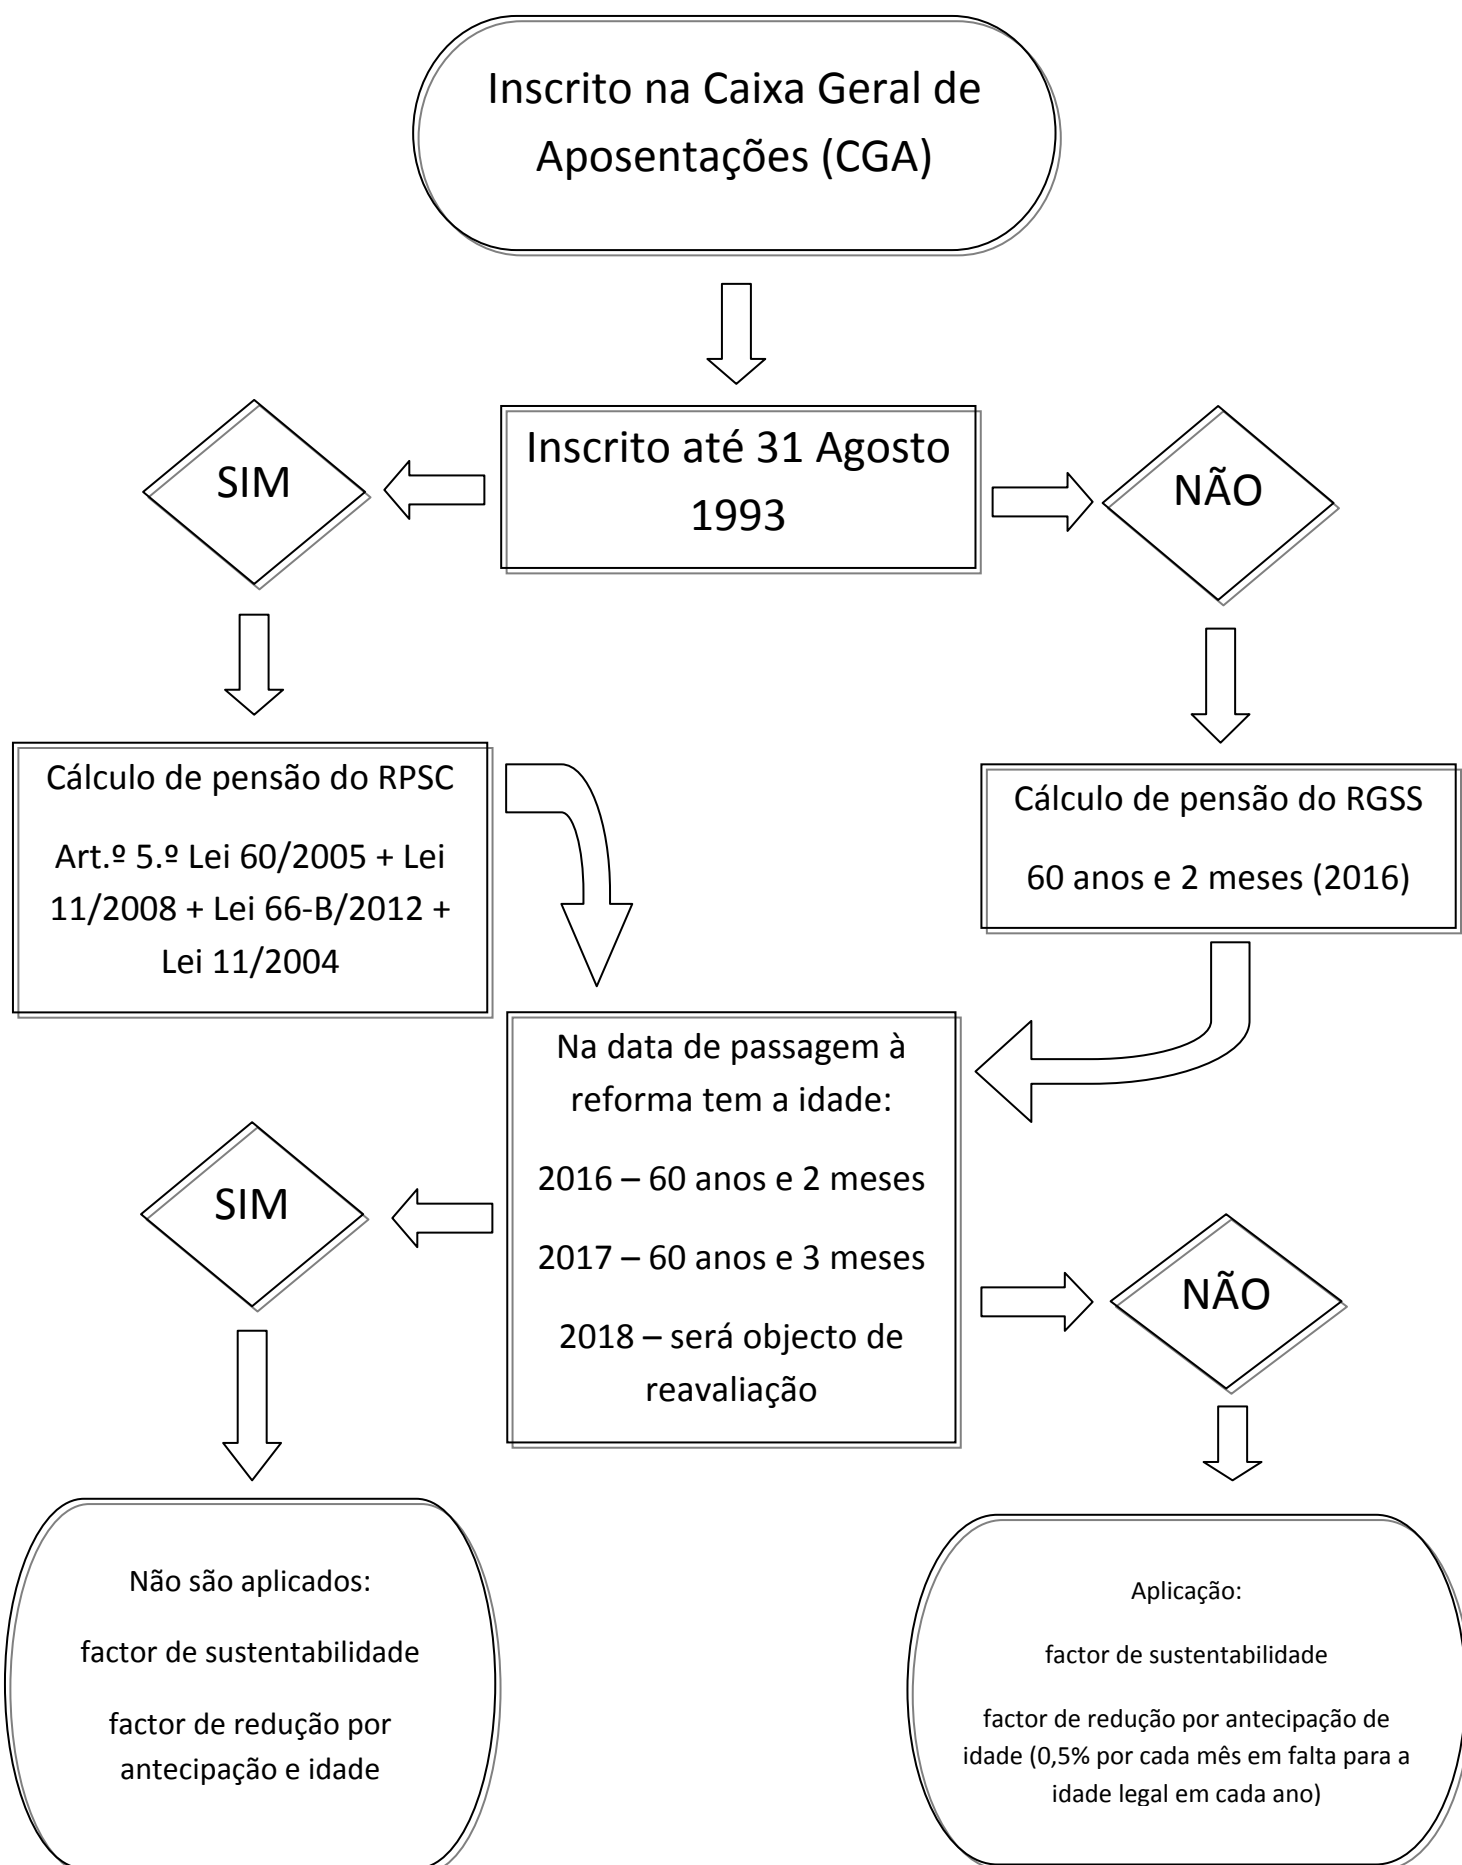 Inscrito na Caixa Geral de
Aposentações (CGA)
Inscrito até 31 Agosto
1993
SIM
NÃO
Cálculo de pensão do RPSC
Art.º 5.º Lei 60/2005 + Lei
11/2008 + Lei 66-B/2012 +
Lei 11/2004
Cálculo de pensão do RGSS
60 anos e 2 meses (2016)
Na data de passagem à
reforma tem a idade:
2016 – 60 anos e 2 meses
2017 – 60 anos e 3 meses
2018 – será objecto de
reavaliação
SIM
NÃO
Não são aplicados:
factor de sustentabilidade
factor de redução por
antecipação e idade
Aplicação:
factor de sustentabilidade
factor de redução por antecipação de
idade (0,5% por cada mês em falta para a
idade legal em cada ano)